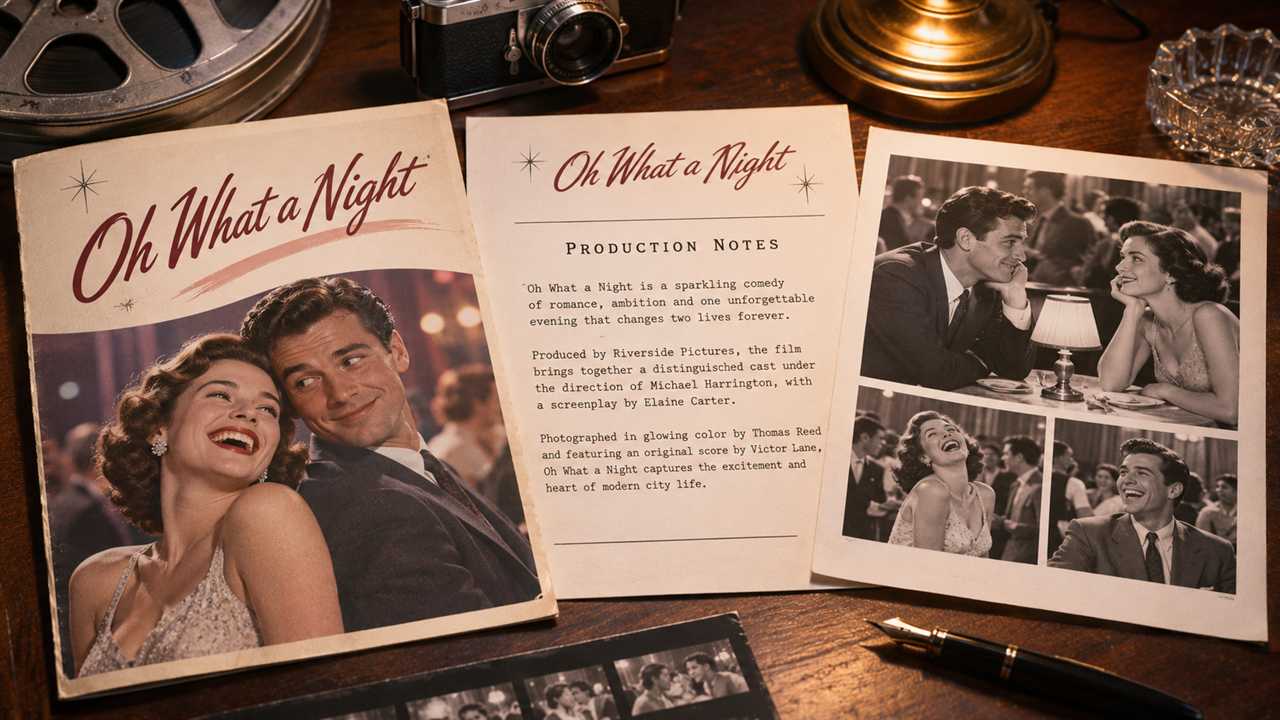 Oh What a Night
Oh What a Night
PRODUCTION NOTES
Oh What a Night is a sparkling comedy
of romance, ambition and one unforgettable
evening that changes two lives forever.
Produced by Riverside Pictures, the film
brings together a distinguisched cast under
the direction of Michael Harrington, with
a screenplay by Elaine Carter.
Photographed in glowing color by Thomas Reed
and featuring an original score by Victor Lane,
Oh What a Night captures the excitement and
heart of modern city life.